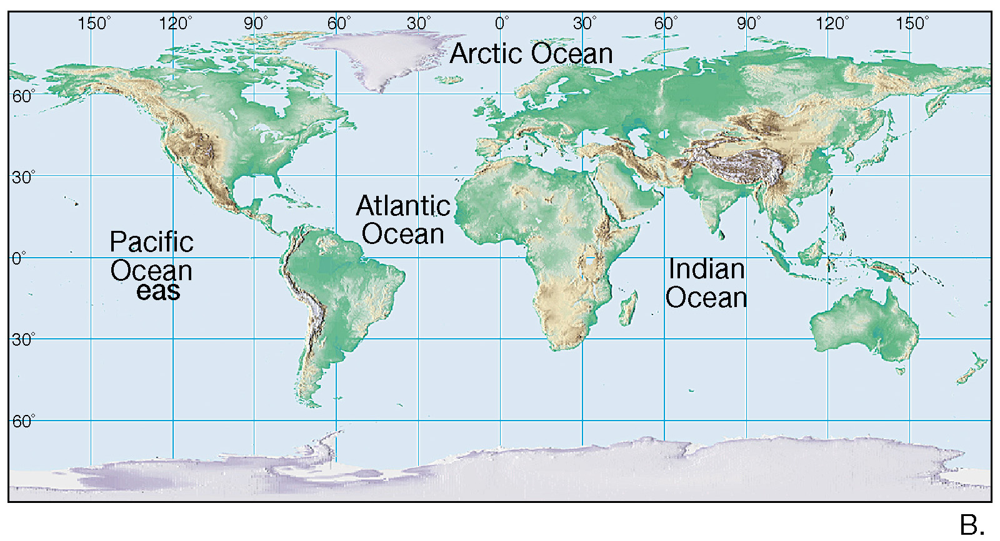 150° 120° 90° 60° 30° 0° 30° 60° 90° 120° 150°
Arctic Ocean
60°
30°
Atlantic
Ocean
Pacific
Ocean
eas
0°
Indian
Ocean
30°
60°
B.